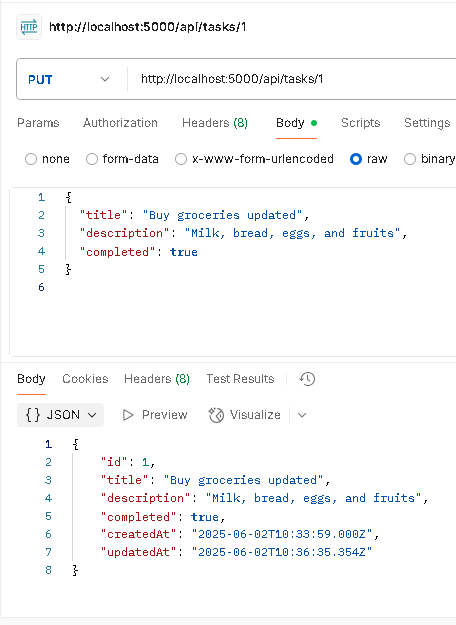 HTTP http://localhost:5000/api/tasks/1
PUT http://localhost:5000/api/tasks/1
Params Authorization Headers (8) Body Scripts Settings
none form-data x-www-form-urlencoded raw binary
1 {
2 "title": "Buy groceries updated",
3 "description": "Milk, bread, eggs, and fruits",
4 "completed": true
5 }
6
Body Cookies Headers (8) Test Results
{} JSON Preview Visualize
1 {
2 "id": 1,
3 "title": "Buy groceries updated",
4 "description": "Milk, bread, eggs, and fruits",
5 "completed": true,
6 "createdAt": "2025-06-02T10:33:59.000Z",
7 "updatedAt": "2025-06-02T10:36:35.354Z"
8 }